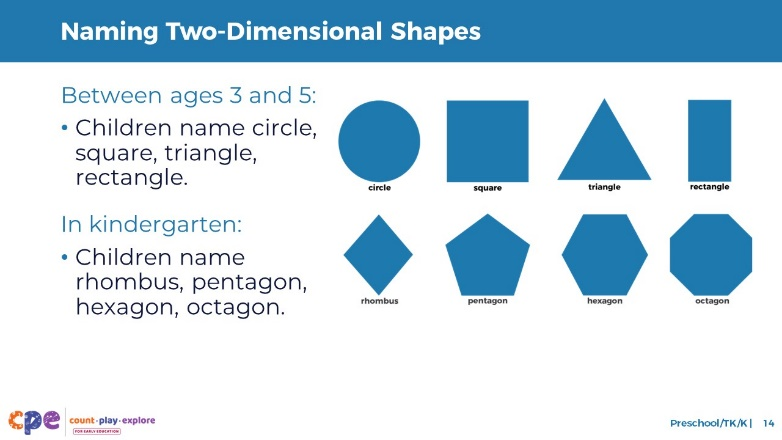 Naming Two-Dimensional Shapes
Between ages 3 and 5:
• Children name circle,
square, triangle,
rectangle.
In kindergarten:
• Children name
rhombus, pentagon,
hexagon, octagon.
circle
square
triangle
rectangle
rhombus
pentagon
hexagon
octagon
cpe
count·play·explore
FOR EARLY EDUCATION
Preschool/TK/K | 14